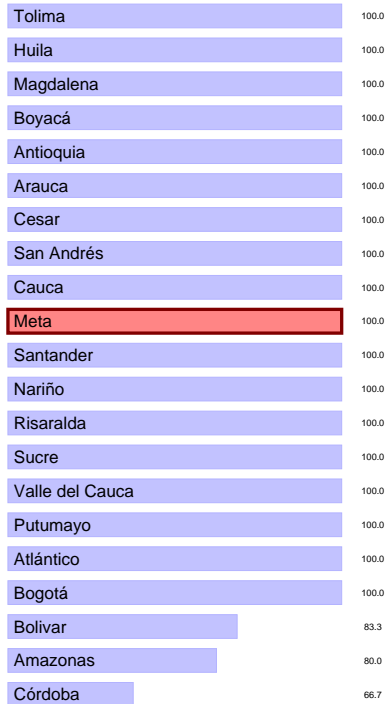 Tolima 100.0
Huila 100.0
Magdalena 100.0
Boyacá 100.0
Antioquia 100.0
Arauca 100.0
Cesar 100.0
San Andrés 100.0
Cauca 100.0
Meta 100.0
Santander 100.0
Nariño 100.0
Risaralda 100.0
Sucre 100.0
Valle del Cauca 100.0
Putumayo 100.0
Atlántico 100.0
Bogotá 100.0
Bolivar 83.3
Amazonas 80.0
Córdoba 66.7